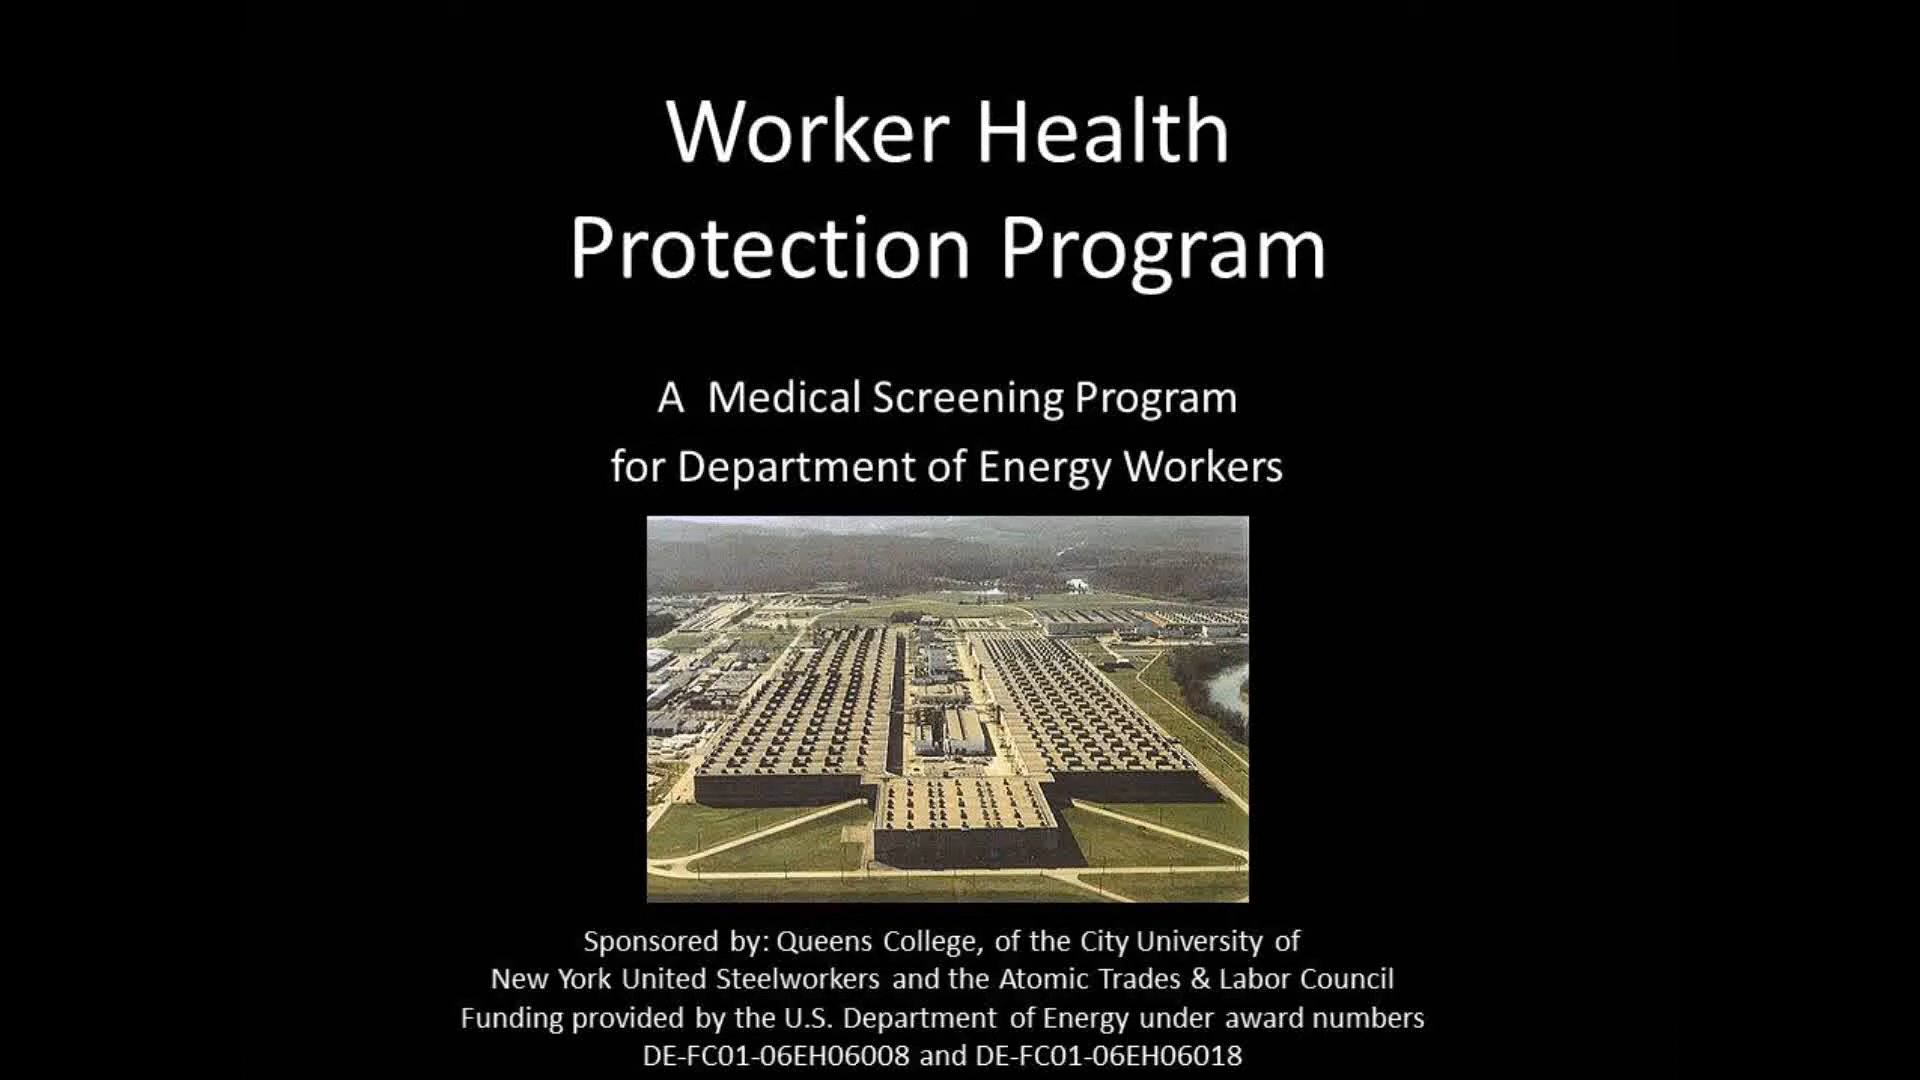 Worker Health
Protection Program
A Medical Screening Program
for Department of Energy Workers
Sponsored by: Queens College, of the City University of
New York United Steelworkers and the Atomic Trades & Labor Council
Funding provided by the U.S. Department of Energy under award numbers
DE-FC01-06EH06008 and DE-FC01-06EH06018